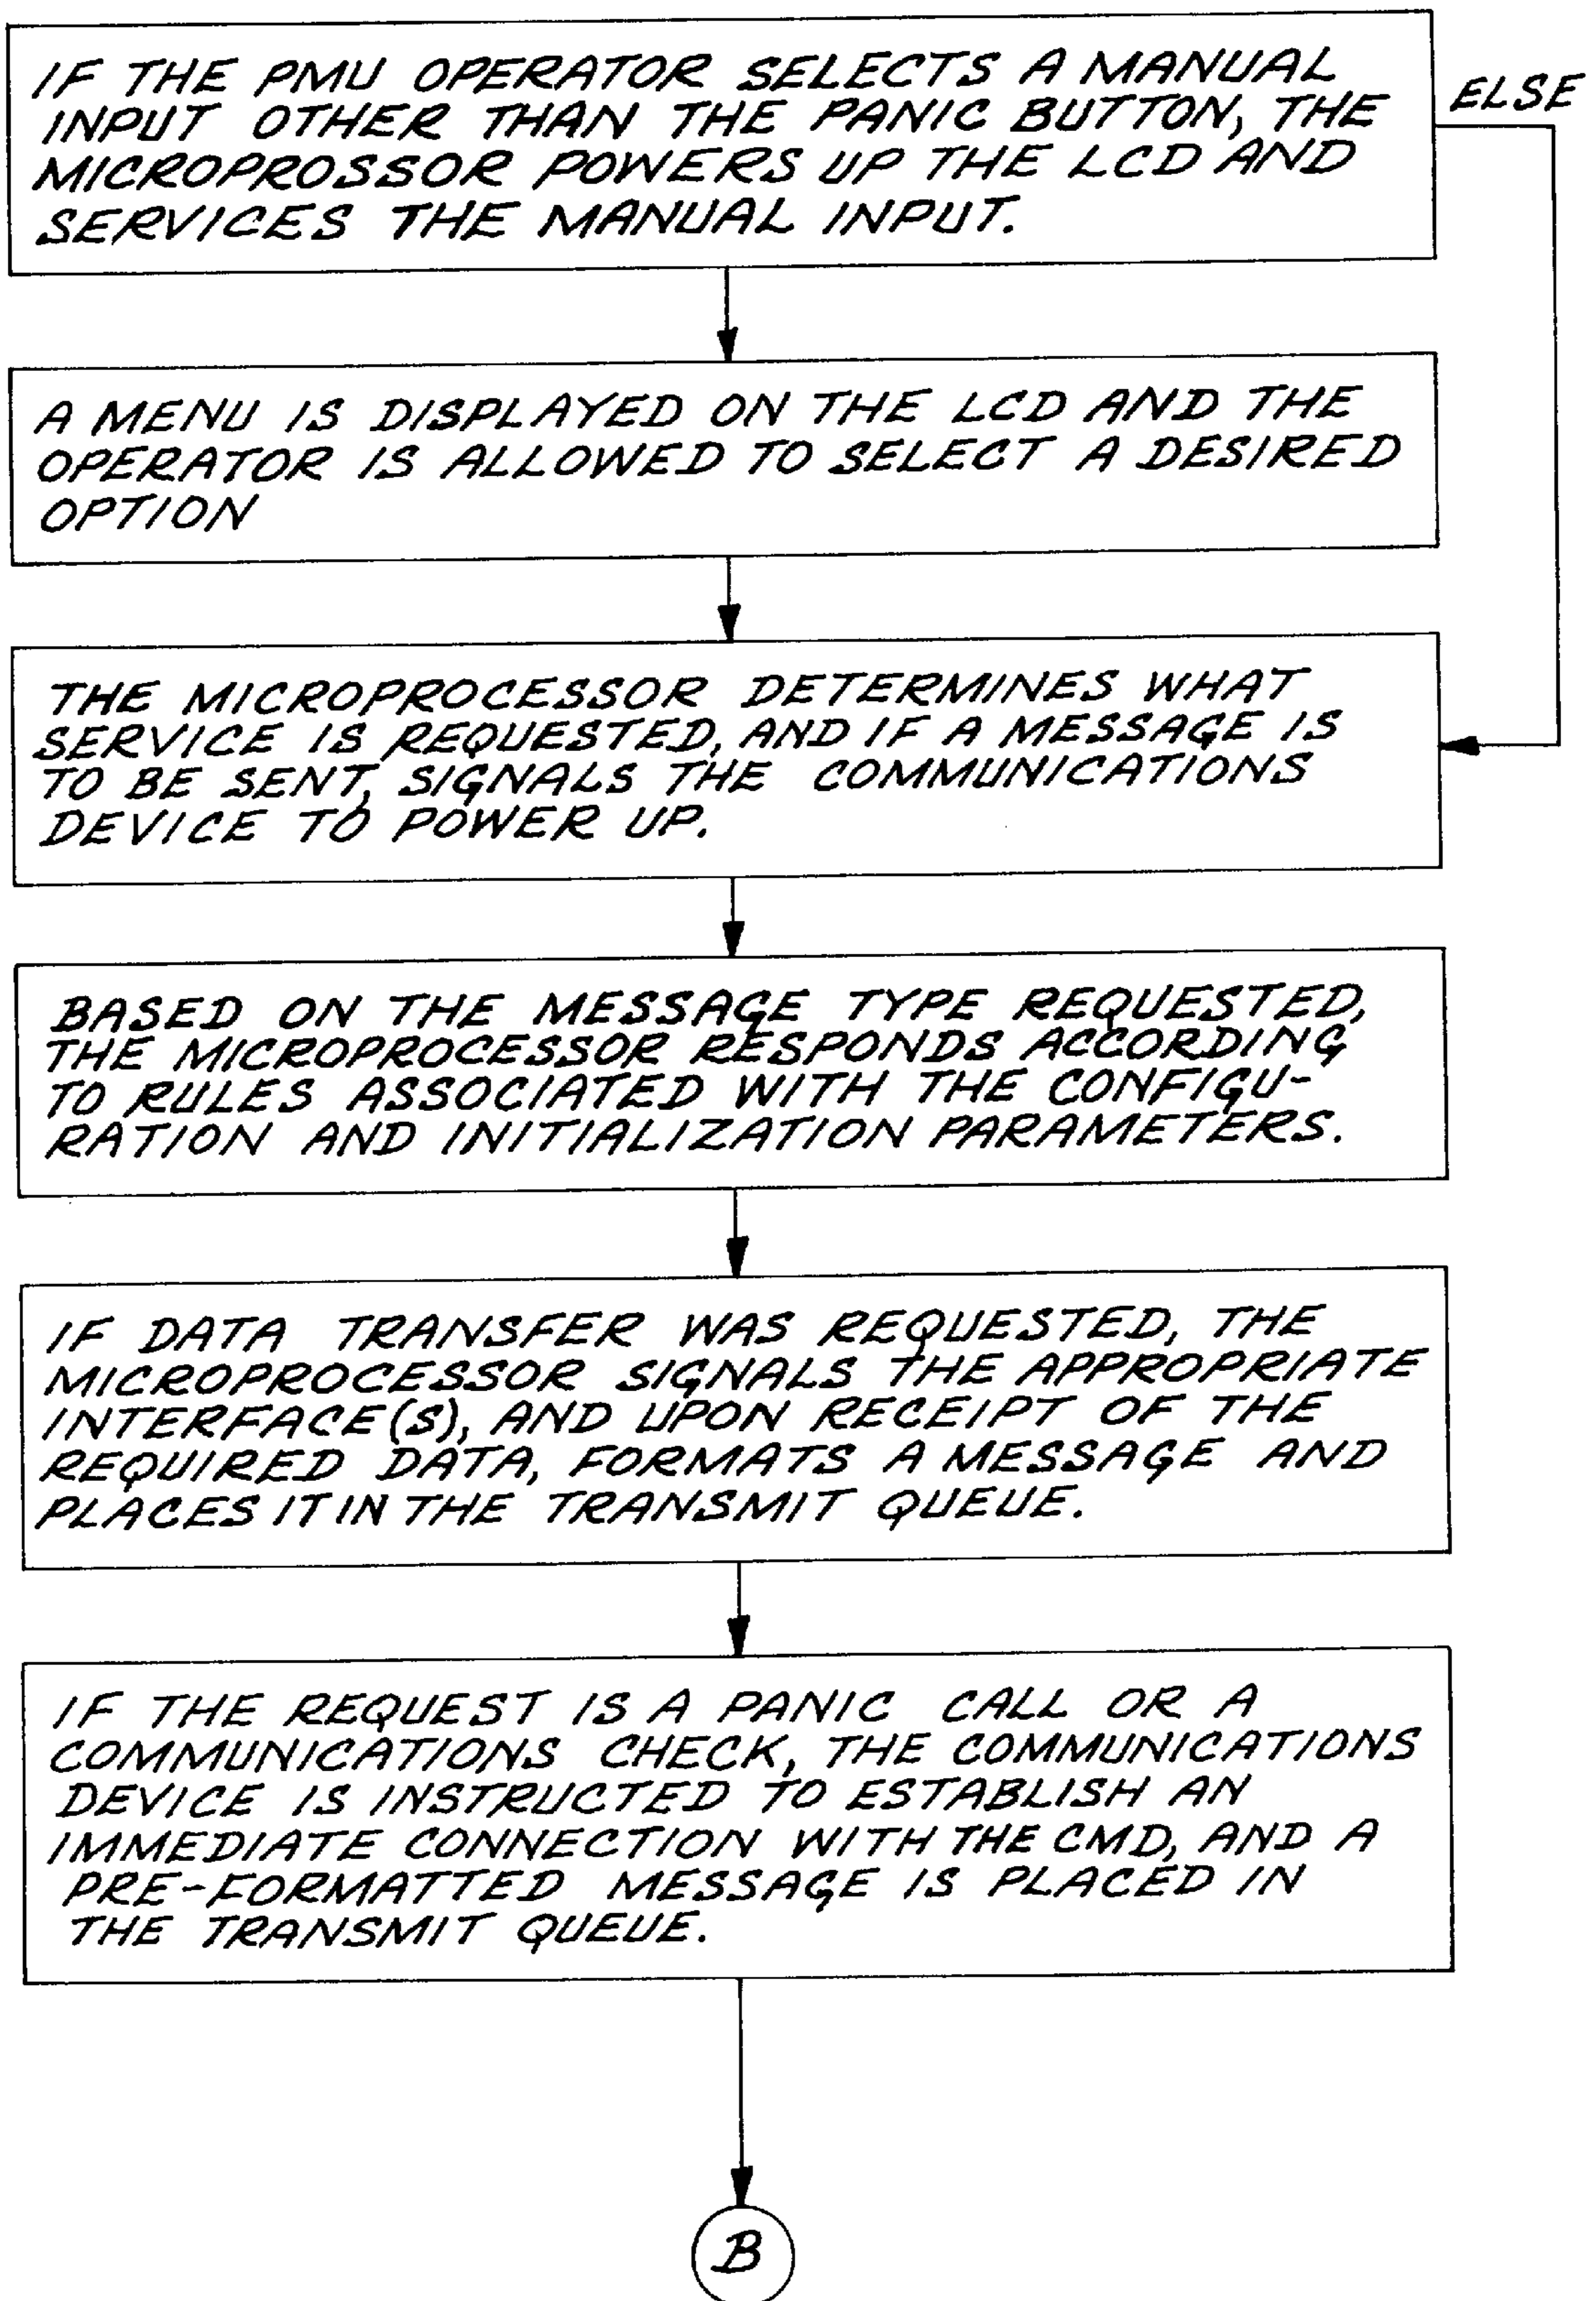 IF THE PMU OPERATOR SELECTS A MANUAL
INPUT OTHER THAN THE PANIC BUTTON, THE
MICROPROSSOR POWERS UP THE LCD AND
SERVICES THE MANUAL INPUT.
ELSE
A MENU IS DISPLAYED ON THE LCD AND THE
OPERATOR IS ALLOWED TO SELECT A DESIRED
OPTION
THE MICROPROCESSOR DETERMINES WHAT
SERVICE IS REQUESTED, AND IF A MESSAGE IS
TO BE SENT, SIGNALS THE COMMUNICATIONS
DEVICE TO POWER UP.
BASED ON THE MESSAGE TYPE REQUESTED,
THE MICROPROCESSOR RESPONDS ACCORDING
TO RULES ASSOCIATED WITH THE CONFIGU-
RATION AND INITIALIZATION PARAMETERS.
IF DATA TRANSFER WAS REQUESTED, THE
MICROPROCESSOR SIGNALS THE APPROPRIATE
INTERFACE(S), AND UPON RECEIPT OF THE
REQUIRED DATA, FORMATS A MESSAGE AND
PLACES IT IN THE TRANSMIT QUEUE.
IF THE REQUEST IS A PANIC CALL OR A
COMMUNICATIONS CHECK, THE COMMUNICATIONS
DEVICE IS INSTRUCTED TO ESTABLISH AN
IMMEDIATE CONNECTION WITH THE CMD, AND A
PRE-FORMATTED MESSAGE IS PLACED IN
THE TRANSMIT QUEUE.
B